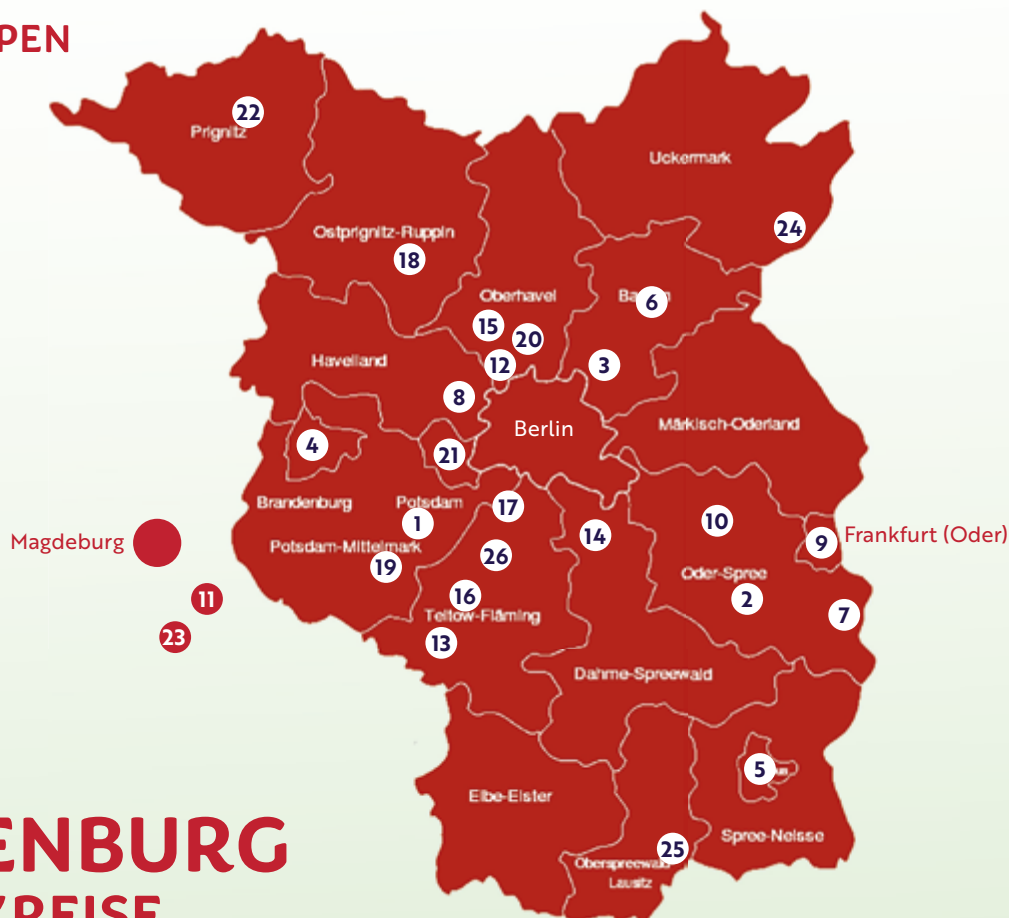 PEN
22
Prignitz
Uckermark
24
Ostprignitz-Ruppin
18
Oberhavel
6
15
20
12
3
Havelland
8
Berlin
Märkisch-Oderland
4
21
Brandenburg
Potsdam
17
1
10
14
9
Frankfurt (Oder)
Magdeburg
Potsdam-Mittelmark
26
19
Oder-Spree
2
16
11
7
Teltow-Fläming
23
13
Dahme-Spreewald
5
Elbe-Elster
Spree-Neisse
ENBURG
25
Oberspreewald
Lausitz
REISE